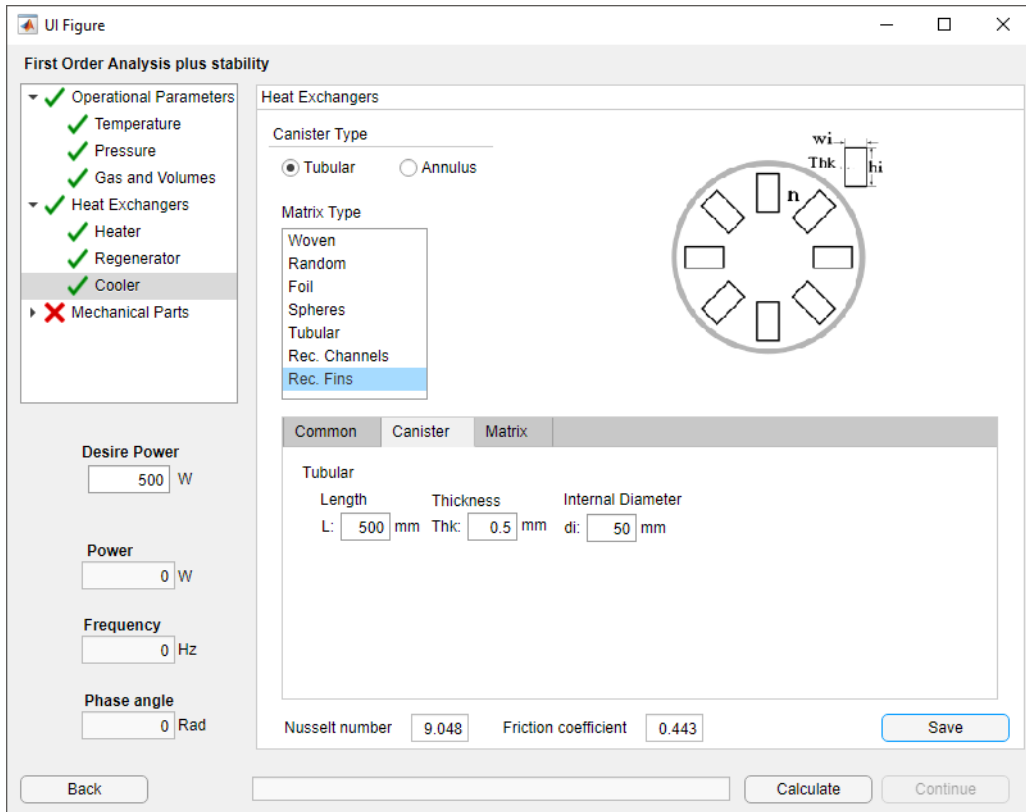 UI Figure
First Order Analysis plus stability
Operational Parameters
Temperature
Pressure
Gas and Volumes
Heat Exchangers
Heater
Regenerator
Cooler
Mechanical Parts
Desire Power
500 W
Power
0 W
Frequency
0 Hz
Phase angle
0 Rad
Heat Exchangers
Canister Type
Tubular Annulus
Matrix Type
Woven
Random
Foil
Spheres
Tubular
Rec. Channels
Rec. Fins
wi
Thk hi
n
Common Canister Matrix
Tubular
Length Thickness Internal Diameter
L: 500 mm Thk: 0.5 mm di: 50 mm
Nusselt number 9.048 Friction coefficient 0.443 Save
Back Calculate Continue